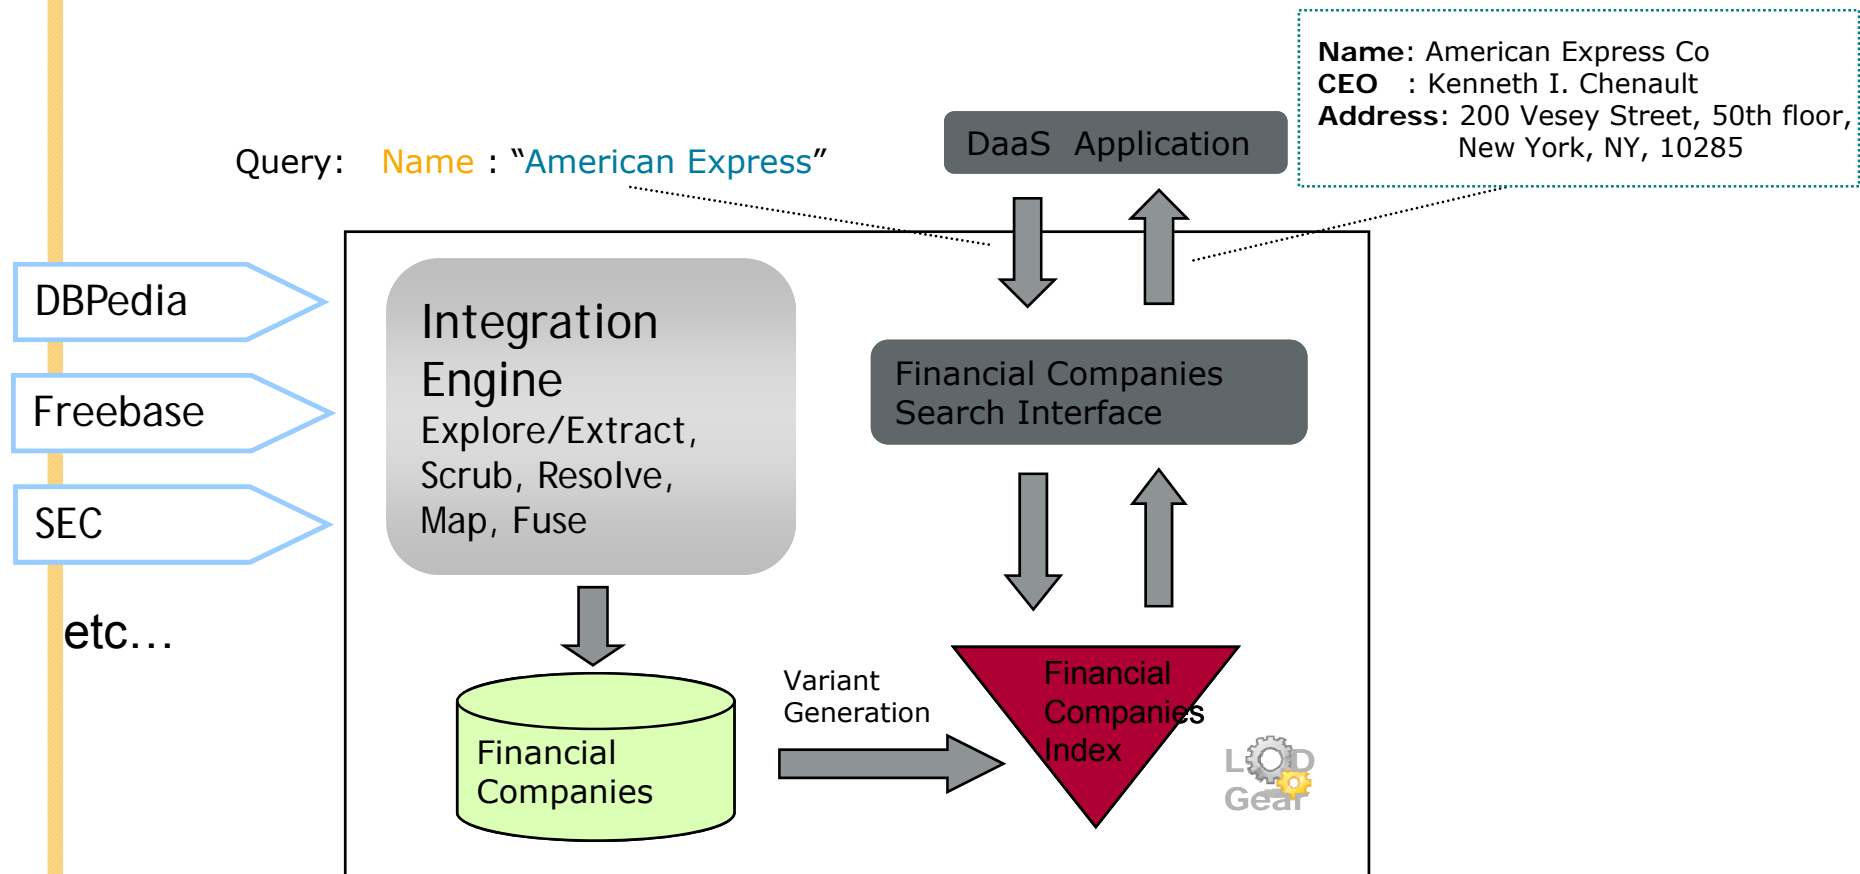 Name: American Express Co
CEO : Kenneth I. Chenault
Address: 200 Vesey Street, 50th floor,
New York, NY, 10285
DaaS Application
Query: Name : “American Express”
DBPedia
Freebase
SEC
etc...
Integration
Engine
Explore/Extract,
Scrub, Resolve,
Map, Fuse
Financial Companies
Search Interface
Financial
Companies
Variant
Generation
Financial
Companies
Index
LOD
Gear